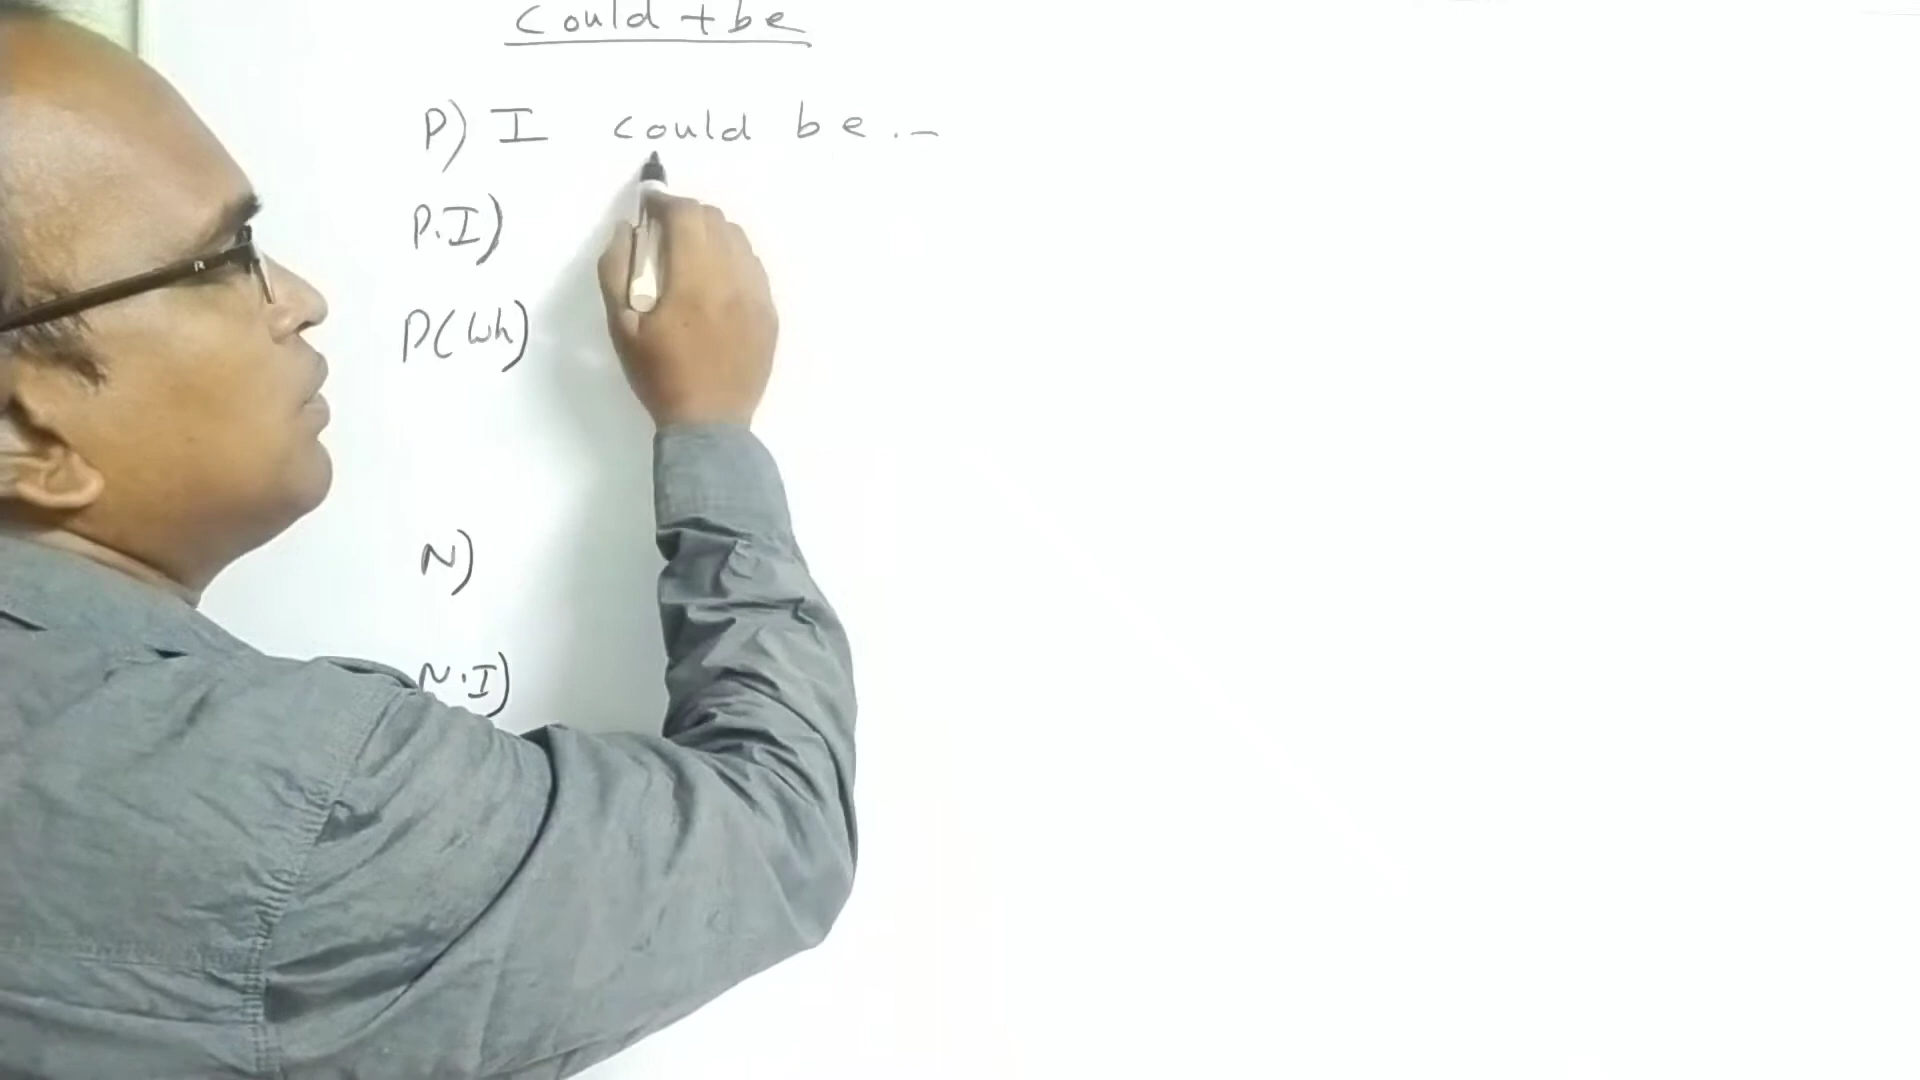 Could + be
P) I could be . –
P.I)
P(Wh)
N)
N.I)